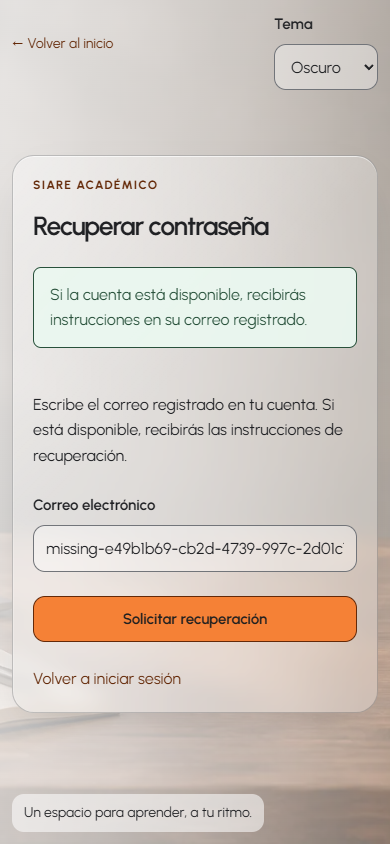 Tema
← Volver al inicio
Oscuro
SIARE ACADÉMICO
Recuperar contraseña
Si la cuenta está disponible, recibirás
instrucciones en su correo registrado.
Escribe el correo registrado en tu cuenta. Si
está disponible, recibirás las instrucciones de
recuperación.
Correo electrónico
missing-e49b1b69-cb2d-4739-997c-2d01c
Solicitar recuperación
Volver a iniciar sesión
Un espacio para aprender, a tu ritmo.